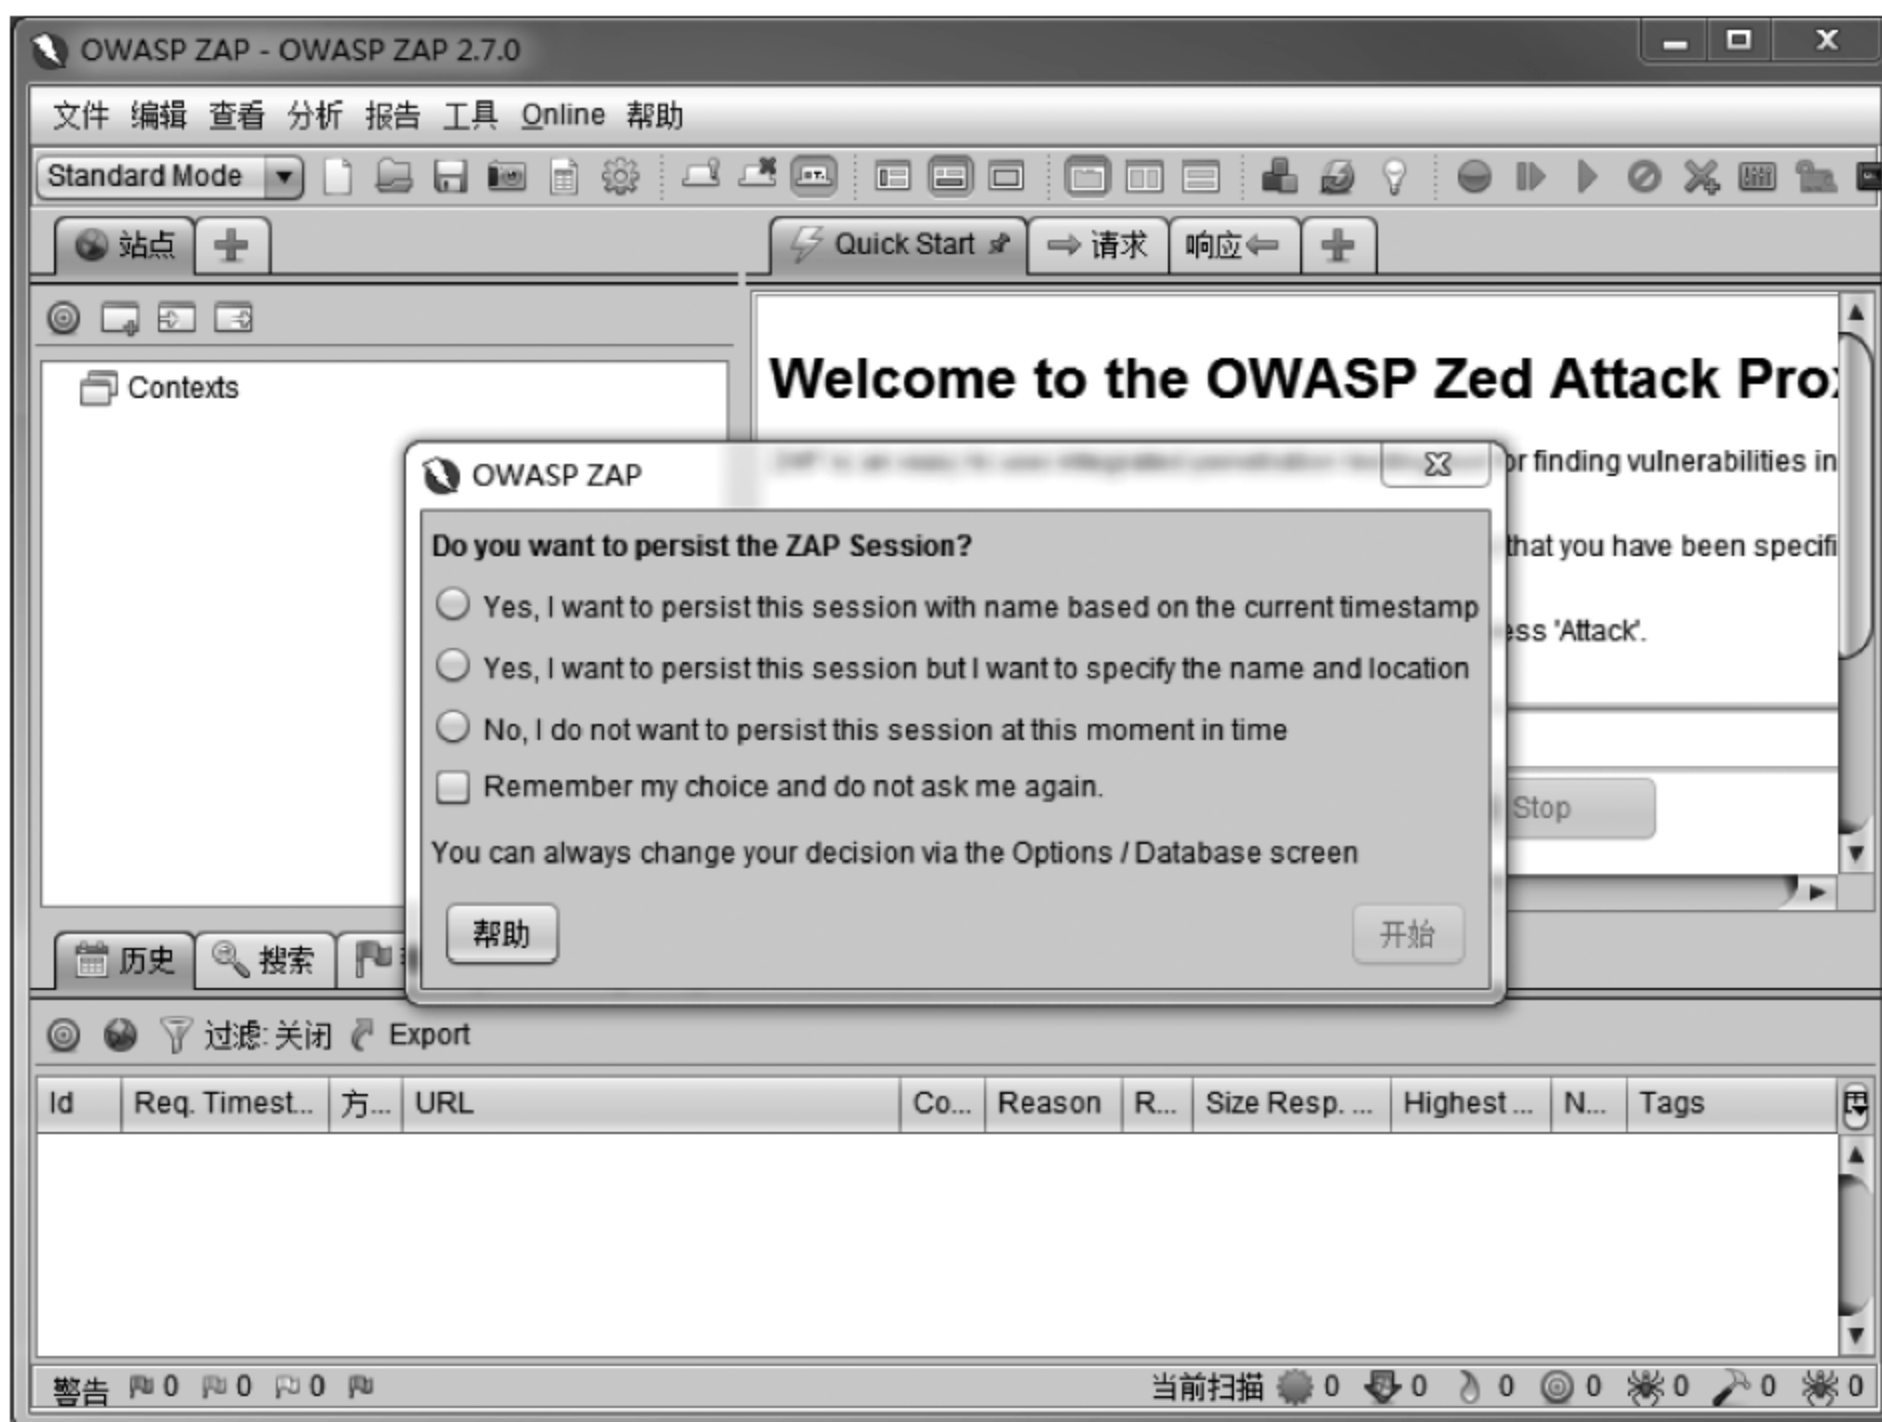 OWASP ZAP - OWASP ZAP 2.7.0
文件 编辑 查看 分析 报告 工具 Online 帮助
Standard Mode
站点
Quick Start 请求 响应
Contexts
Welcome to the OWASP Zed Attack Pro
or finding vulnerabilities in
that you have been specifi
ess 'Attack'.
Stop
OWASP ZAP
Do you want to persist the ZAP Session?
Yes, I want to persist this session with name based on the current timestamp
Yes, I want to persist this session but I want to specify the name and location
No, I do not want to persist this session at this moment in time
Remember my choice and do not ask me again.
You can always change your decision via the Options / Database screen
帮助 开始
历史 搜索
过滤: 关闭 Export
Id Req. Timest... 方... URL Co... Reason R... Size Resp. ... Highest ... N... Tags
警告 0 0 0 当前扫描 0 0 0 0 0 0 0